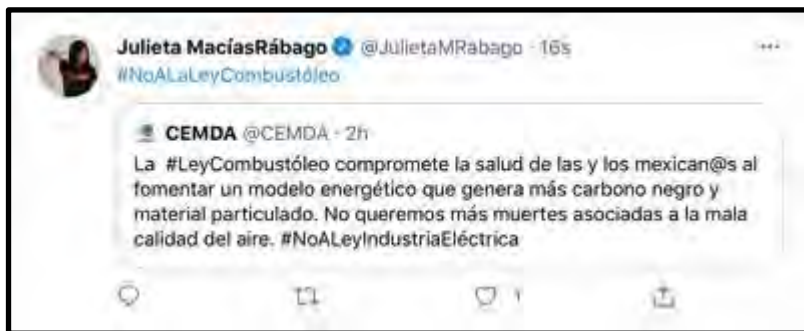 Julieta MacíasRábago @JulietaMRabago · 16s
#NoALaLeyCombustóleo
CEMDA @CEMDA · 2h
La #LeyCombustóleo compromete la salud de las y los mexican@s al
fomentar un modelo energético que genera más carbono negro y
material particulado. No queremos más muertes asociadas a la mala
calidad del aire. #NoALeyIndustriaEléctrica
1